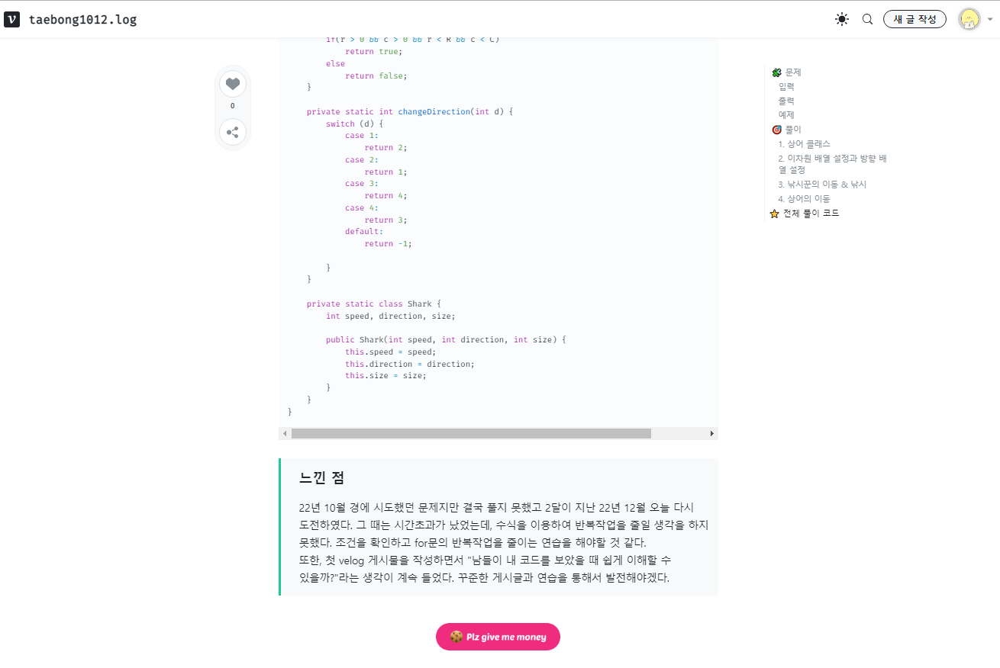 v taebong1012.log
새 글 작성
if(r > 0 && c > 0 && r < R && c < C)
return true;
else
return false;
}
private static int changeDirection(int d) {
switch (d) {
case 1:
return 2;
case 2:
return 1;
case 3:
return 4;
case 4:
return 3;
default:
return -1;
}
}
private static class Shark {
int speed, direction, size;
public Shark(int speed, int direction, int size) {
this.speed = speed;
this.direction = direction;
this.size = size;
}
}
}
0
문제
입력
출력
예제
풀이
1. 상어 클래스
2. 이차원 배열 설정과 방향 배
열 설정
3. 낚시꾼의 이동 & 낚시
4. 상어의 이동
전체 풀이 코드
느낀 점
22년 10월 경에 시도했던 문제지만 결국 풀지 못했고 2달이 지난 22년 12월 오늘 다시
도전하였다. 그 때는 시간초과가 났었는데, 수식을 이용하여 반복작업을 줄일 생각을 하지
못했다. 조건을 확인하고 for문의 반복작업을 줄이는 연습을 해야할 것 같다.
또한, 첫 velog 게시물을 작성하면서 "남들이 내 코드를 보았을 때 쉽게 이해할 수
있을까?"라는 생각이 계속 들었다. 꾸준한 게시글과 연습을 통해서 발전해야겠다.
Plz give me money